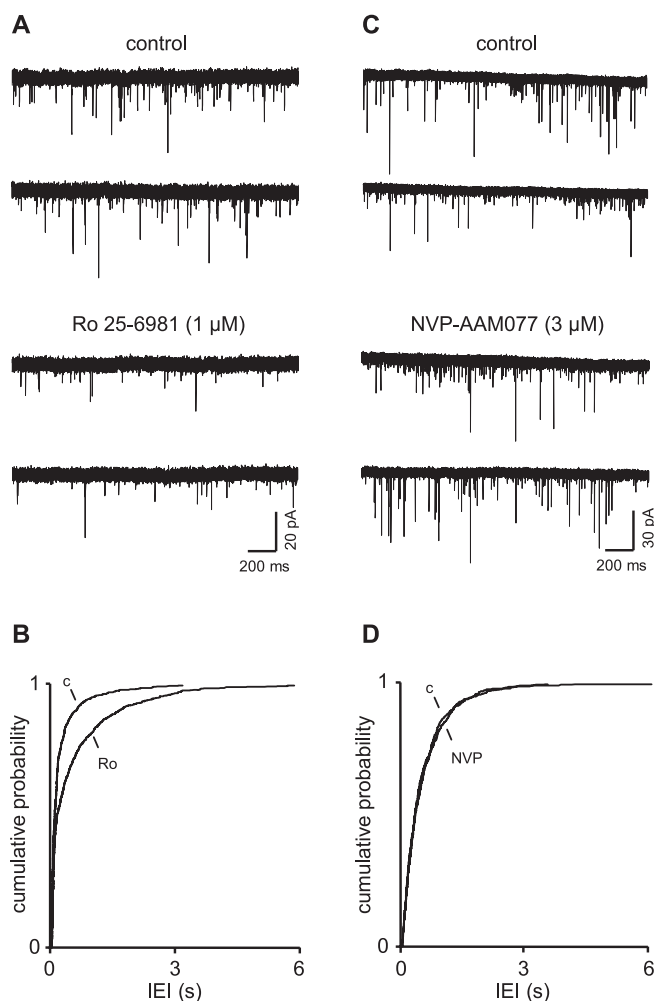 A
control
Ro 25-6981 (1 µM)
20 pA
200 ms
C
control
NVP-AAM077 (3 µM)
30 pA
200 ms
B
cumulative probability
1
0
c
Ro
3
6
IEI (s)
D
cumulative probability
1
0
c
NVP
0
3
6
IEI (s)